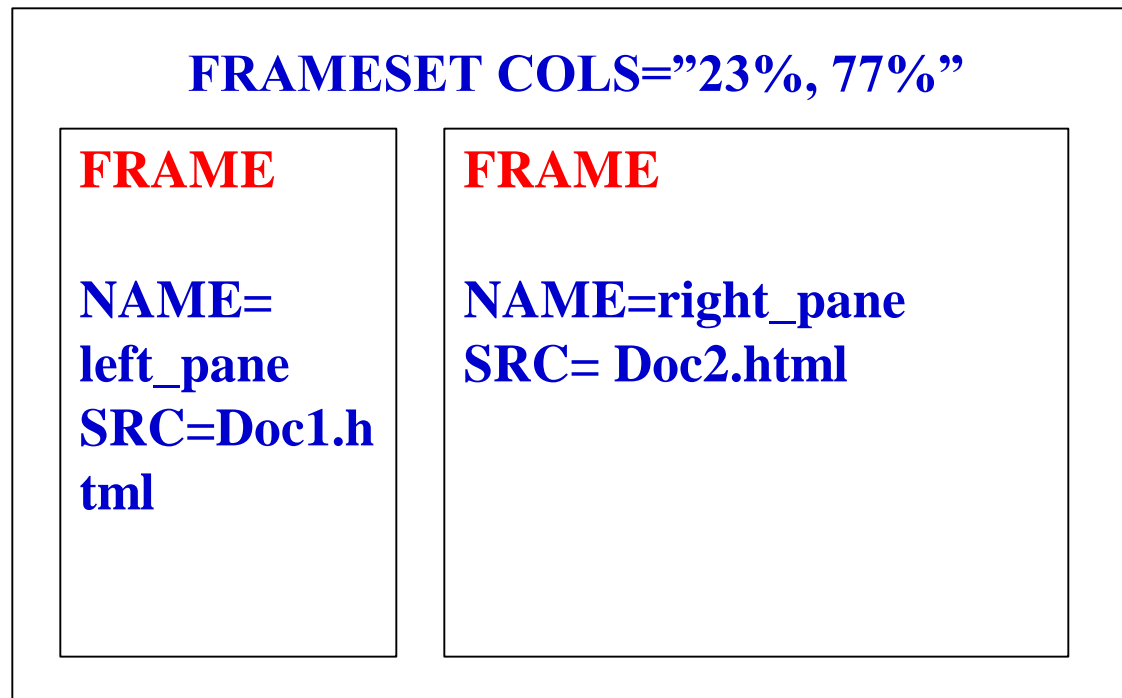 FRAMESET COLS=”23%, 77%”
FRAME
NAME=
left_pane
SRC=Doc1.h
tml
FRAME
NAME=right_pane
SRC= Doc2.html